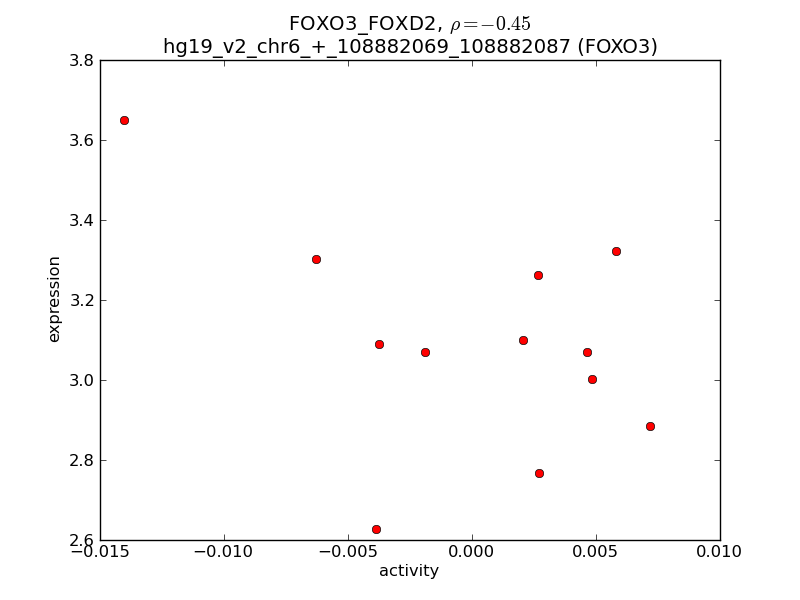 FOXO3_FOXD2, ρ=−0.45
hg19_v2_chr6_+_108882069_108882087 (FOXO3)
3.8
3.6
3.4
3.2
3.0
2.8
2.6
expression
−0.015 −0.010 −0.005 0.000 0.005 0.010
activity